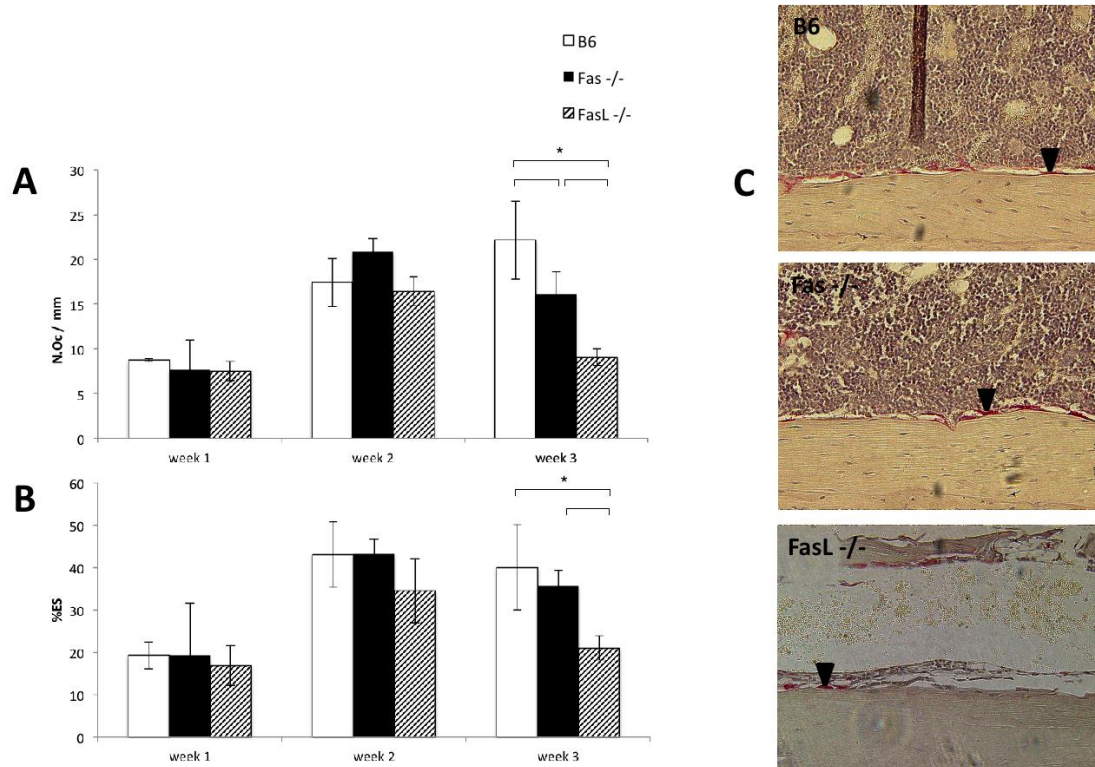 B6
Fas -/-
FasL -/-
A
N.Oc / mm
30
25
20
15
10
5
0
week 1
week 2
week 3
*
B
%ES
60
50
40
30
20
10
0
week 1
week 2
week 3
*
C
B6
Fas -/-
FasL -/-